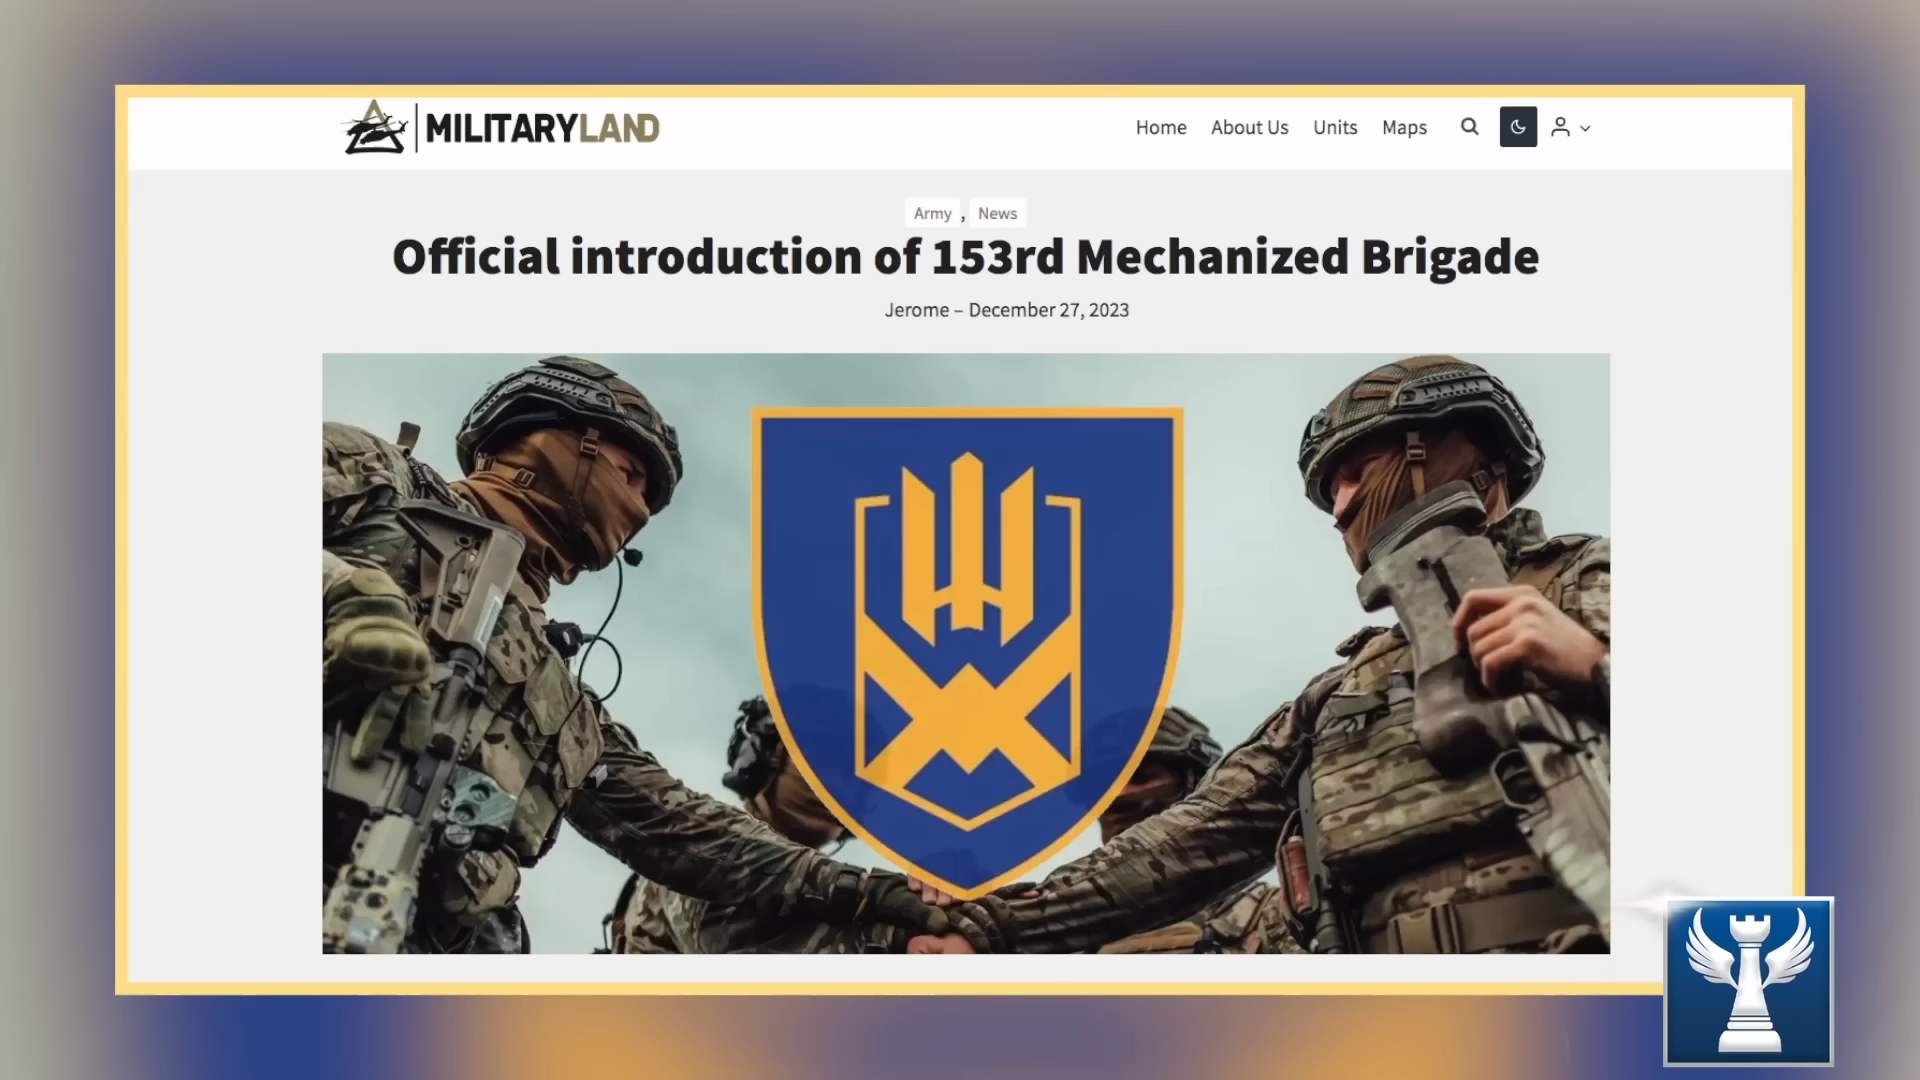 MILITARYLAND
Home About Us Units Maps
Army , News
Official introduction of 153rd Mechanized Brigade
Jerome – December 27, 2023